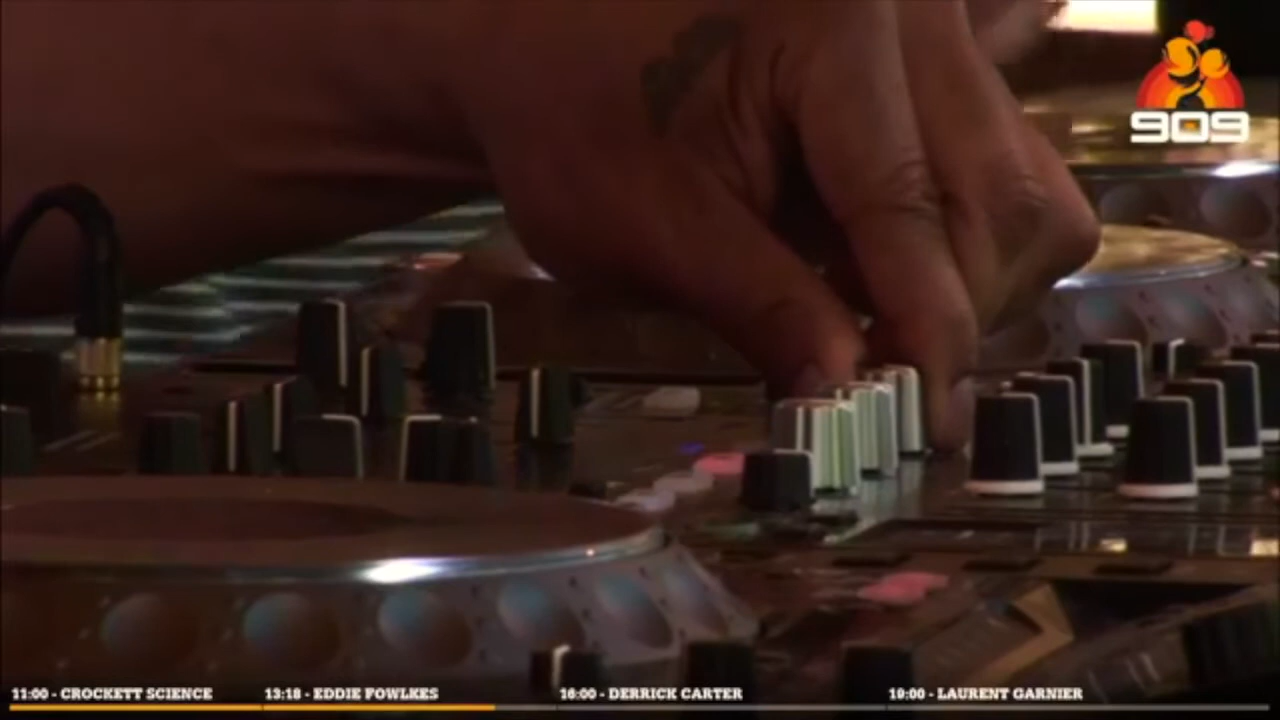 909
11:00 - CROCKETT SCIENCE
13:18 - EDDIE FOWLKES
16:00 - DERRICK CARTER
19:00 - LAURENT GARNIER